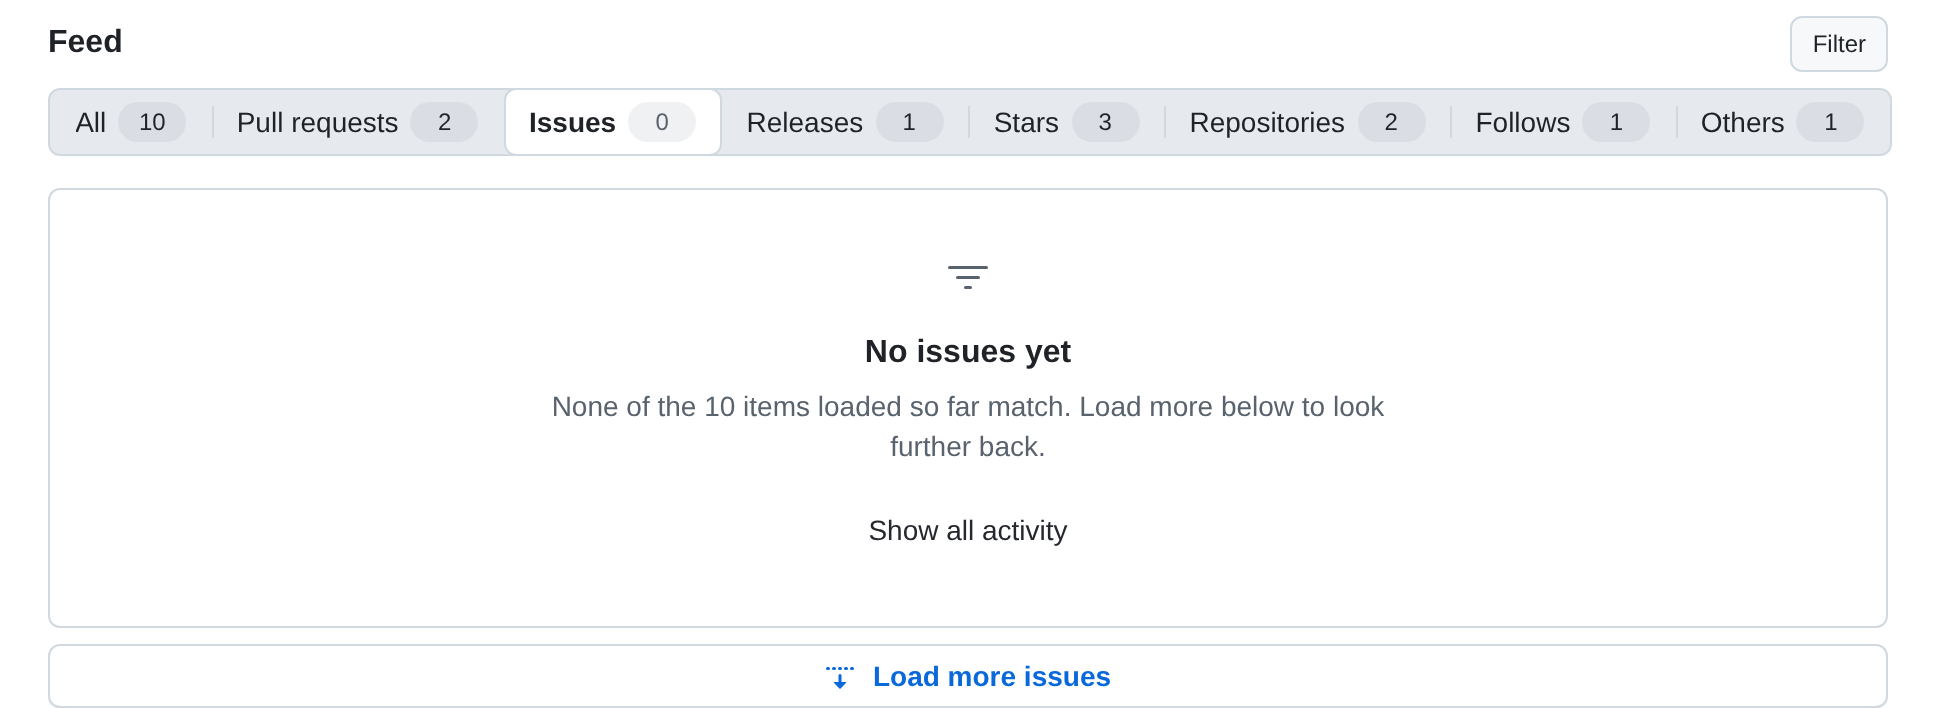 Feed
Filter
All 10 Pull requests 2 Issues 0 Releases 1 Stars 3 Repositories 2 Follows 1 Others 1
No issues yet
None of the 10 items loaded so far match. Load more below to look
further back.
Show all activity
Load more issues